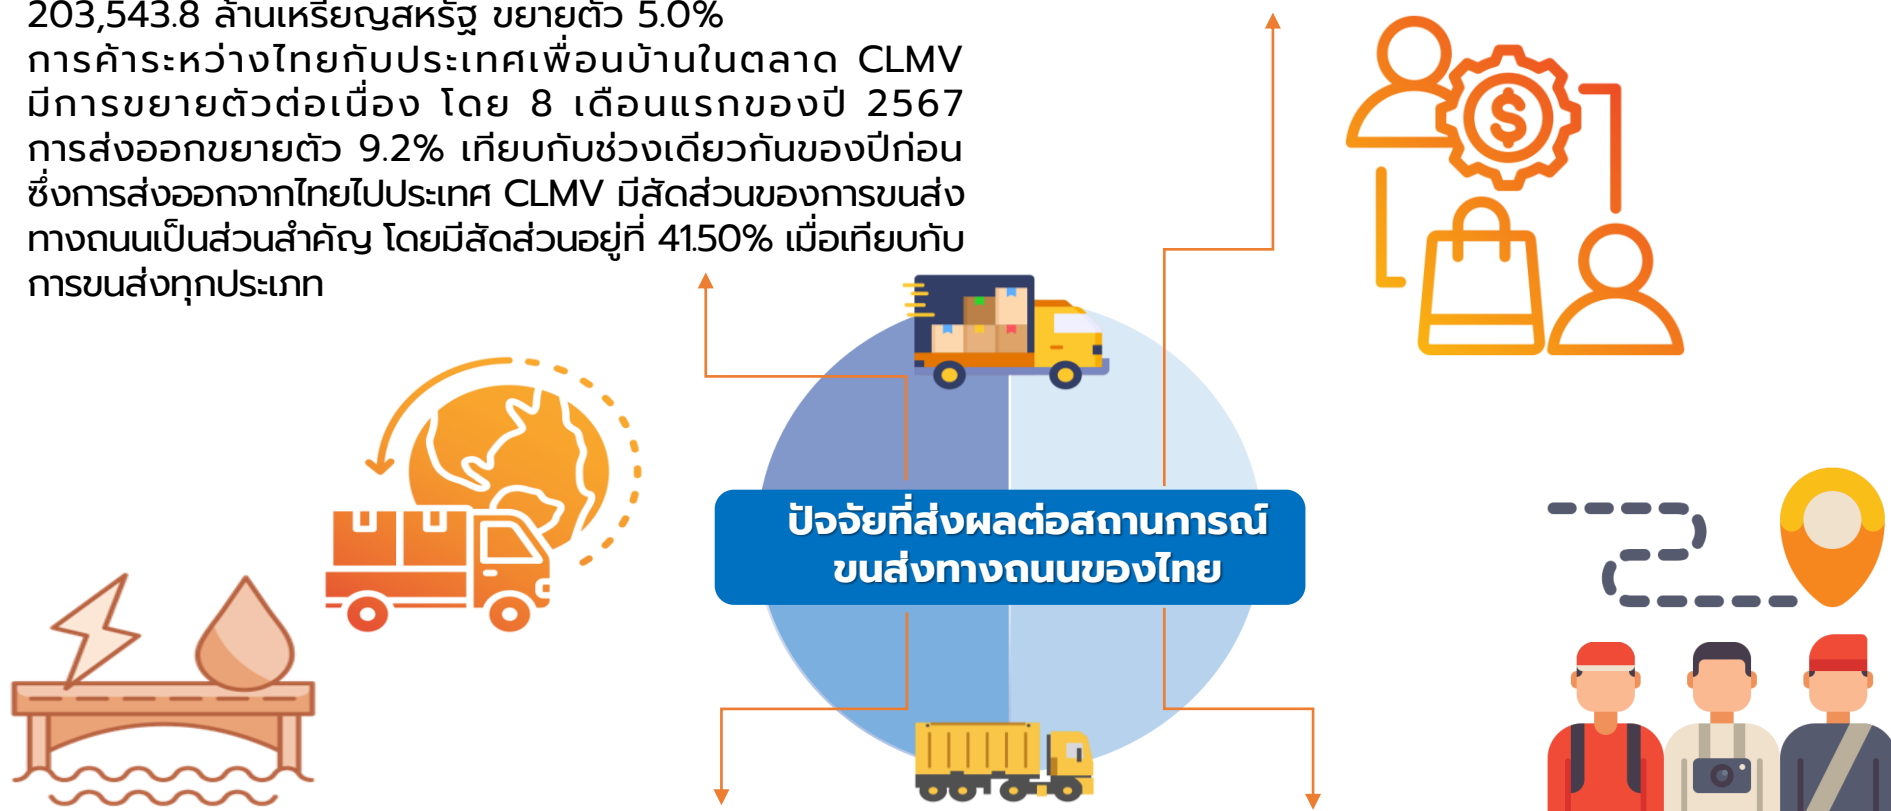 203,543.8 ล้านเหรียญสหรัฐ ขยายตัว 5.0%
การค้าระหว่างไทยกับประเทศเพื่อนบ้านในตลาด CLMV
มีการขยายตัวต่อเนื่อง โดย 8 เดือนแรกของปี 2567
การส่งออกขยายตัว 9.2% เทียบกับช่วงเดียวกันของปีก่อน
ซึ่งการส่งออกจากไทยไปประเทศ CLMV มีสัดส่วนของการขนส่ง
ทางถนนเป็นส่วนสำคัญ โดยมีสัดส่วนอยู่ที่ 41.50% เมื่อเทียบกับ
การขนส่งทุกประเภท
ปัจจัยที่ส่งผลต่อสถานการณ์
ขนส่งทางถนนของไทย